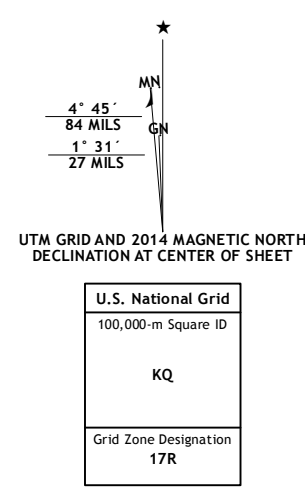 MN
4° 45´
84 MILS
GN
1° 31´
27 MILS
UTM GRID AND 2014 MAGNETIC NORTH
DECLINATION AT CENTER OF SHEET
U.S. National Grid
100,000-m Square ID
KQ
Grid Zone Designation
17R